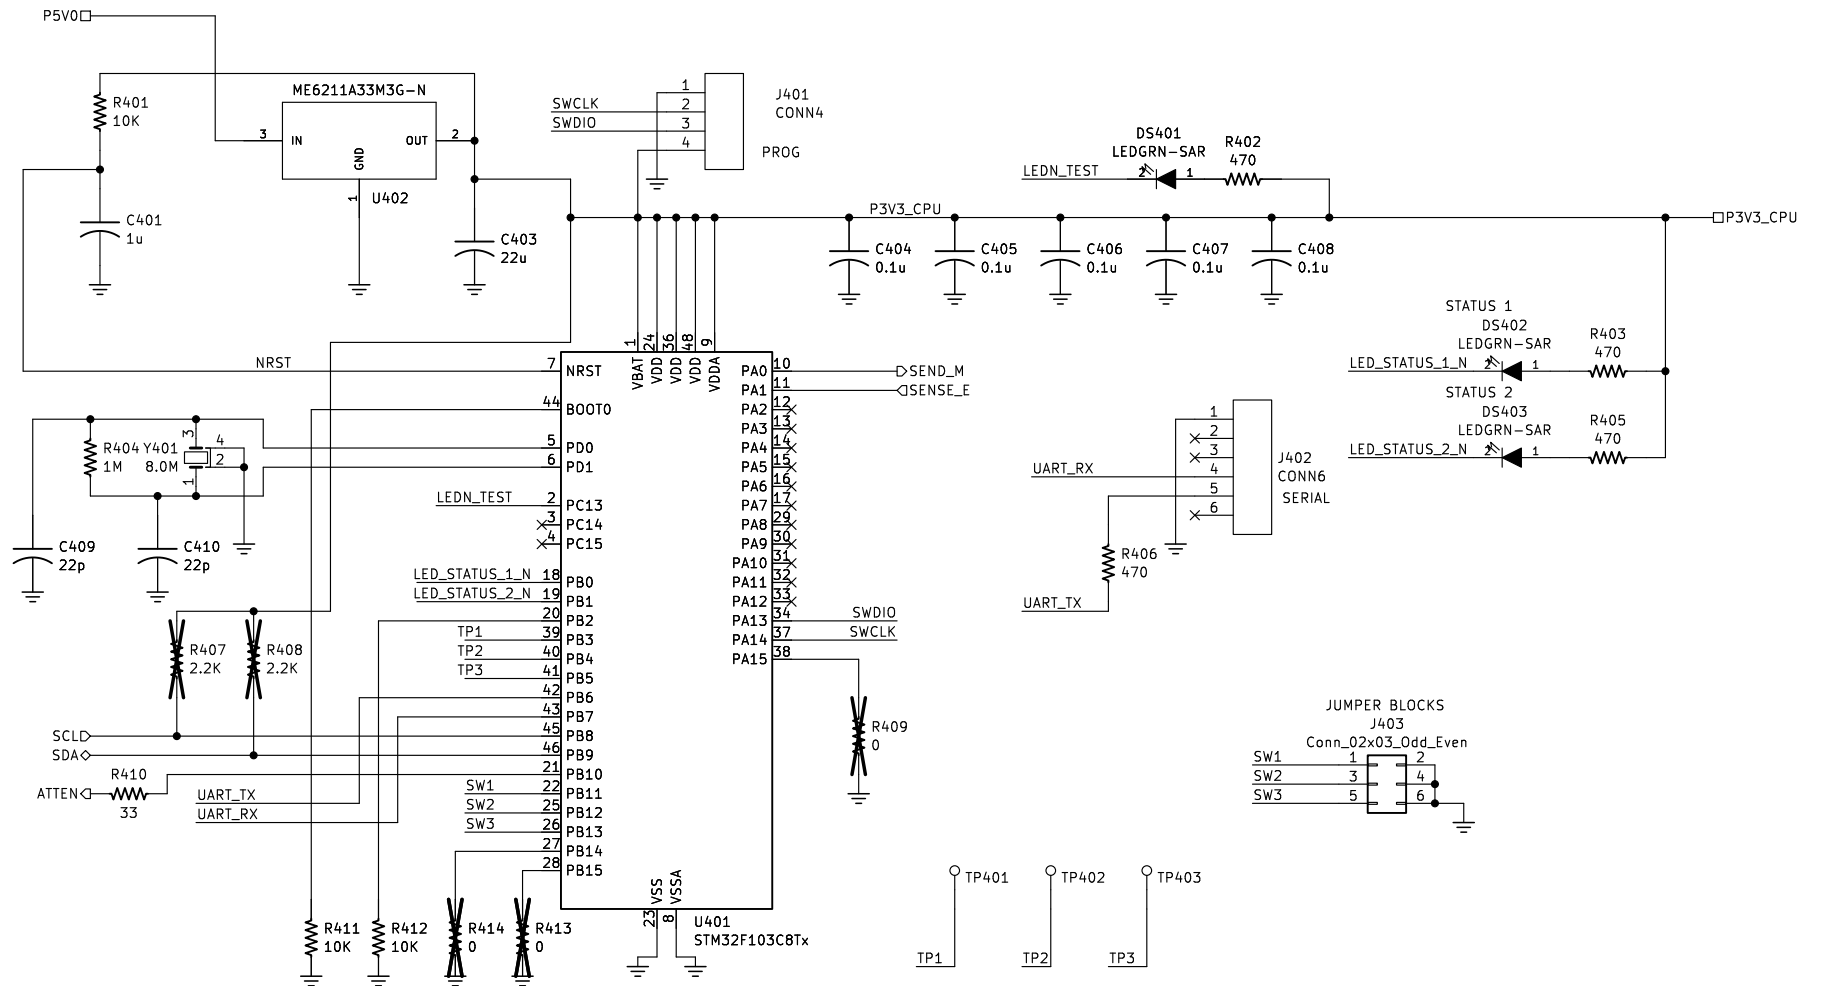 P5V0
R401
10K
C401
1u
ME6211A33M3G-N
3
IN
OUT
2
GND
1
U402
C403
22u
SWCLK
SWDIO
1
2
3
4
J401
CONN4
PROG
DS401
LEDGRN-SAR
LEDN_TEST
2
1
R402
470
P3V3_CPU
P3V3_CPU
C404
0.1u
C405
0.1u
C406
0.1u
C407
0.1u
C408
0.1u
STATUS 1
DS402
LEDGRN-SAR
LED_STATUS_1_N
2
1
R403
470
STATUS 2
DS403
LEDGRN-SAR
LED_STATUS_2_N
2
1
R405
470
NRST
1
24
36
48
9
VBAT
VDD
VDD
VDD
VDDA
7
NRST
44
BOOT0
5
PD0
6
PD1
2
PC13
3
PC14
4
PC15
18
PB0
19
PB1
20
PB2
39
PB3
40
PB4
41
PB5
42
PB6
43
PB7
45
PB8
46
PB9
21
PB10
22
PB11
25
PB12
26
PB13
27
PB14
28
PB15
PA0
10
SEND_M
PA1
11
SENSE_E
PA2
12
PA3
13
PA4
14
PA5
15
PA6
16
PA7
17
PA8
29
PA9
30
PA10
31
PA11
32
PA12
33
PA13
34
SWDIO
PA14
37
SWCLK
PA15
38
VSS
VSSA
23
8
U401
STM32F103C8Tx
R404
1M
Y401
8.0M
3
4
2
1
C409
22p
C410
22p
LEDN_TEST
LED_STATUS_1_N
LED_STATUS_2_N
TP1
TP2
TP3
R407
2.2K
R408
2.2K
SCL
SDA
ATTEN
R410
33
UART_TX
UART_RX
SW1
SW2
SW3
R411
10K
R412
10K
R414
0
R413
0
R409
0
UART_RX
1
2
3
4
5
6
J402
CONN6
SERIAL
R406
470
UART_TX
JUMPER BLOCKS
J403
Conn_02x03_Odd_Even
SW1
1
2
SW2
3
4
SW3
5
6
TP401
TP402
TP403
TP1
TP2
TP3